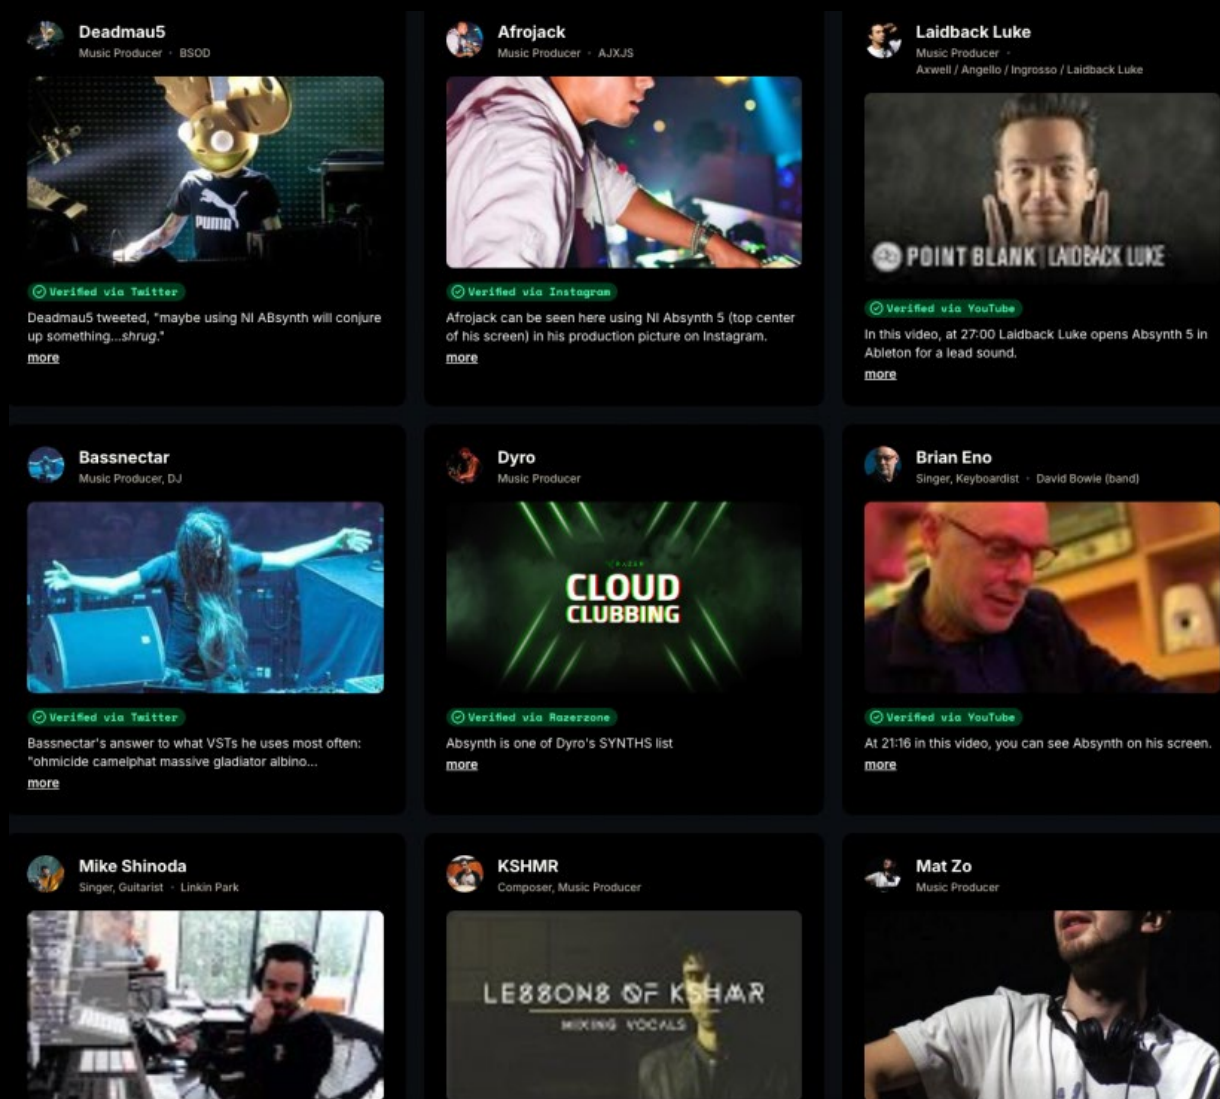 Deadmau5
Music Producer • BSOD
PUMA
Verified via Twitter
Deadmau5 tweeted, "maybe using NI ABsynth will conjure
up something...shrug."
more
Afrojack
Music Producer • AJXJS
Verified via Instagram
Afrojack can be seen here using NI Absynth 5 (top center
of his screen) in his production picture on Instagram.
more
Laidback Luke
Music Producer •
Axwell / Angello / Ingrosso / Laidback Luke
POINT BLANK | LAIDBACK LUKE
Verified via YouTube
In this video, at 27:00 Laidback Luke opens Absynth 5 in
Ableton for a lead sound.
more
Bassnectar
Music Producer, DJ
Verified via Twitter
Bassnectar's answer to what VSTs he uses most often:
"ohmicide camelphat massive gladiator albino...
more
Dyro
Music Producer
RAZER
CLOUD
CLUBBING
Verified via Razerzone
Absynth is one of Dyro's SYNTHS list
more
Brian Eno
Singer, Keyboardist • David Bowie (band)
Verified via YouTube
At 21:16 in this video, you can see Absynth on his screen.
more
Mike Shinoda
Singer, Guitarist • Linkin Park
KSHMR
Composer, Music Producer
LESSONS OF KSHMR
MIXING VOCALS
Mat Zo
Music Producer